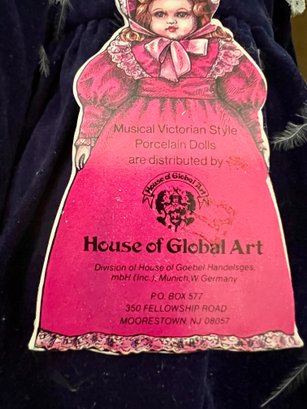 Musical Victorian Style
Porcelain Dolls
are distributed by
House of Global Art
House of Global Art
Division of House of Goebel Handelsges.
mbH (Inc.), Munich, W. Germany
P.O. BOX 577
350 FELLOWSHIP ROAD
MOORESTOWN, NJ 08057